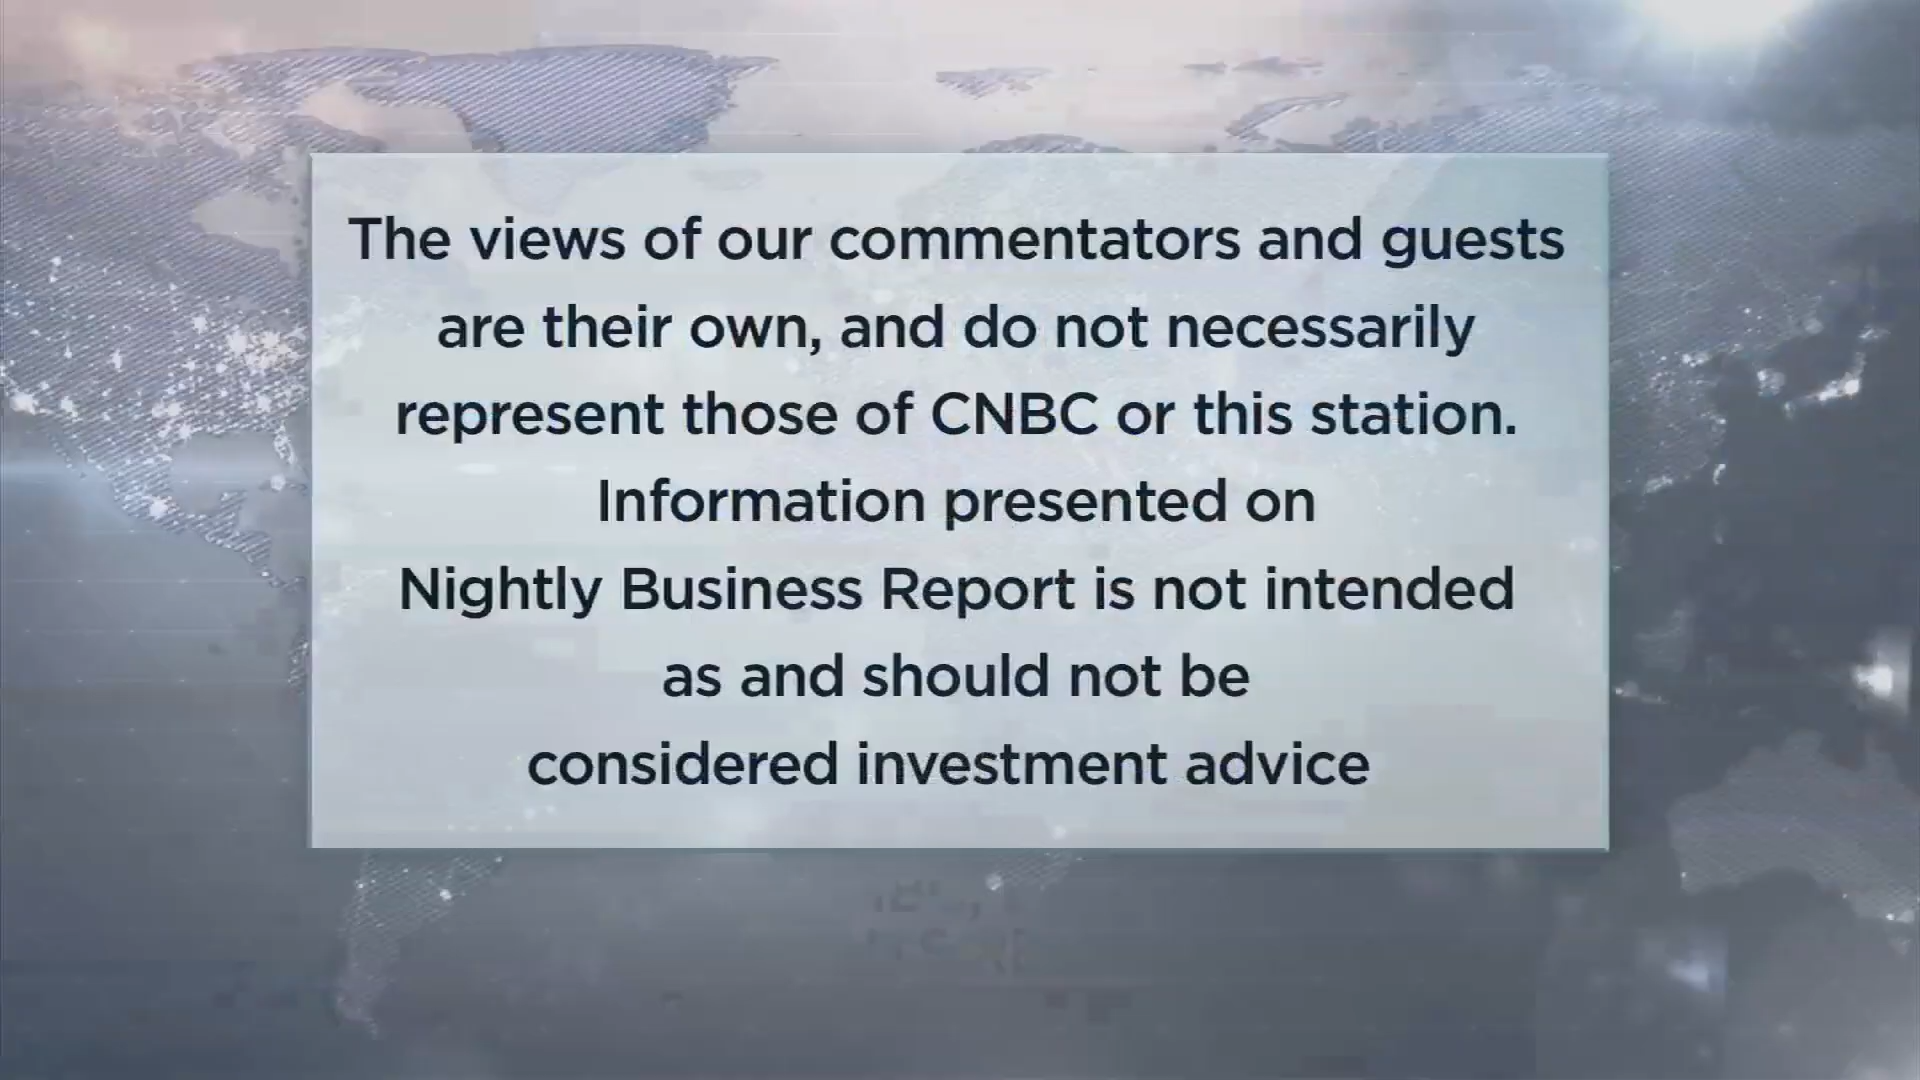 The views of our commentators and guests
are their own, and do not necessarily
represent those of CNBC or this station.
Information presented on
Nightly Business Report is not intended
as and should not be
considered investment advice